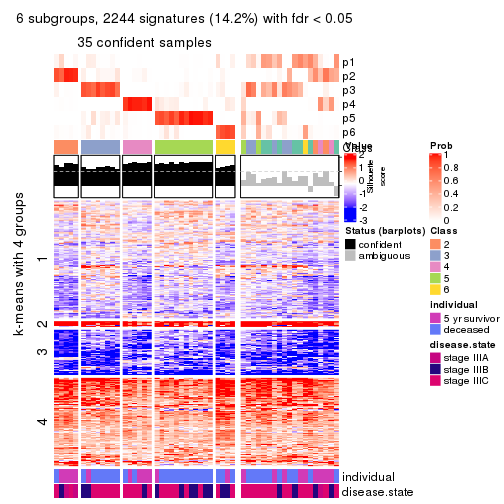 6 subgroups, 2244 signatures (14.2%) with fdr < 0.05
35 confident samples
p1
p2
p3
p4
p5
p6
Class
Value
2
1
0
-1
-2
-3
Silhouette
score
Prob
1
0.8
0.6
0.4
0.2
0
Status (barplots)
confident
ambiguous
Class
2
3
4
5
6
individual
5 yr survivor
deceased
disease.state
stage IIIA
stage IIIB
stage IIIC
k-means with 4 groups
1
2
3
4
individual
disease.state